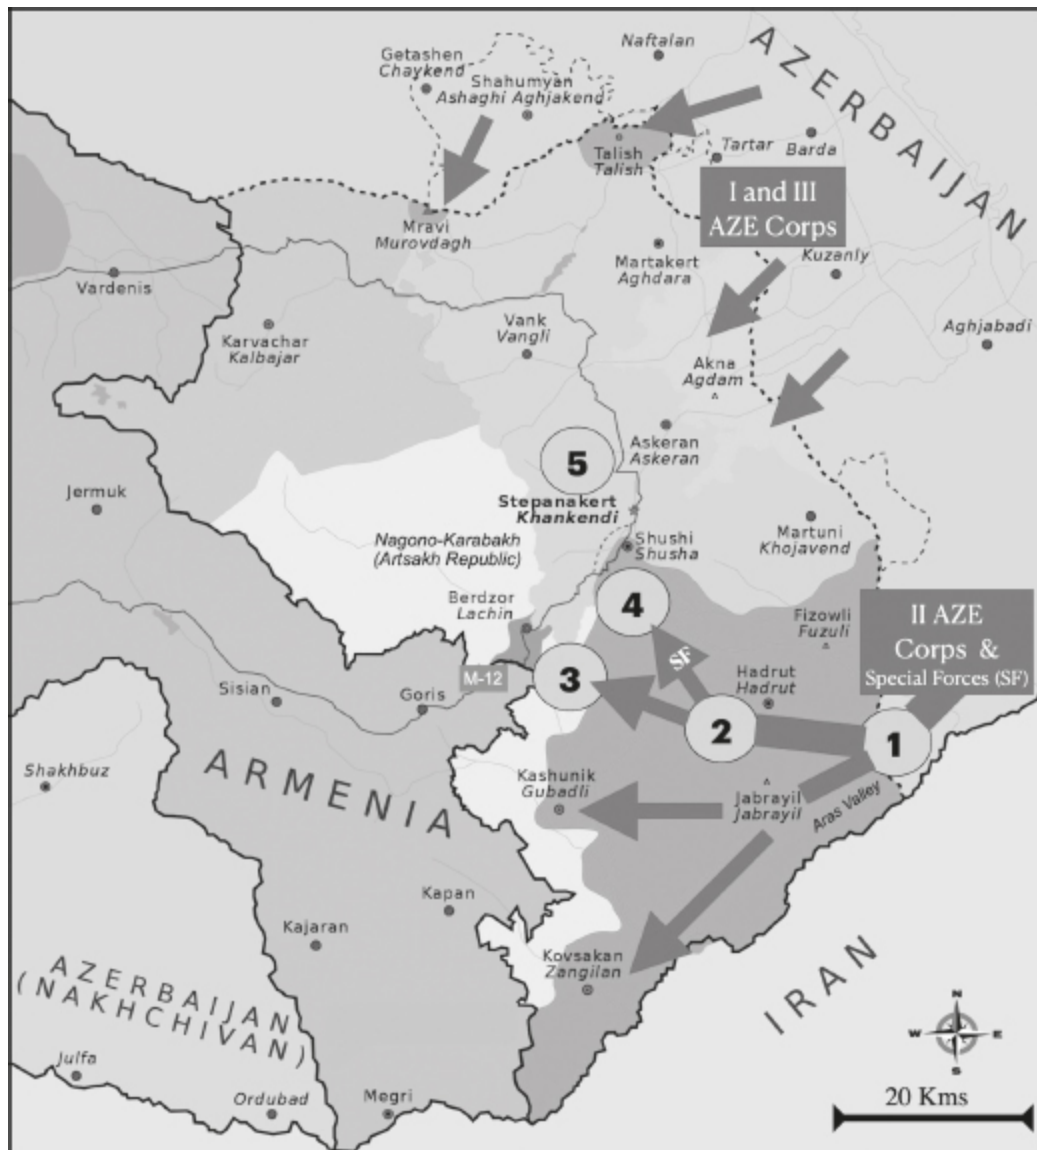 Naftalan
Getashen
Chaykend
Shahumyan
Ashaghi Aghjakend
AZERBAIJAN
Talish
Talish
Tartar
Barda
I and III
AZE Corps
Mravi
Murovdagh
Martakert
Aghdara
Kuzanly
Vardenis
Karvachar
Kalbajar
Vank
Vangli
Aghjabadi
Akna
Agdam
Askeran
Askeran
5
Jermuk
Stepanakert
Khankendi
Martuni
Khojavend
Nagono-Karabakh
(Artsakh Republic)
Shushi
Shusha
Berdzor
Lachin
4
Fizowli
Fuzuli
II AZE
Corps &
Special Forces (SF)
SF
M-12
3
Sisian
Goris
Hadrut
Hadrut
2
1
Shakhbuz
ARMENIA
Kashunik
Gubadli
Jabrayil
Jabrayil
Aras Valley
Kapan
Kajaran
Kovsakan
Zangilan
IRAN
AZERBAIJAN
(NAKHCHIVAN)
Julfa
Ordubad
Megri
N
W
E
S
20 Kms